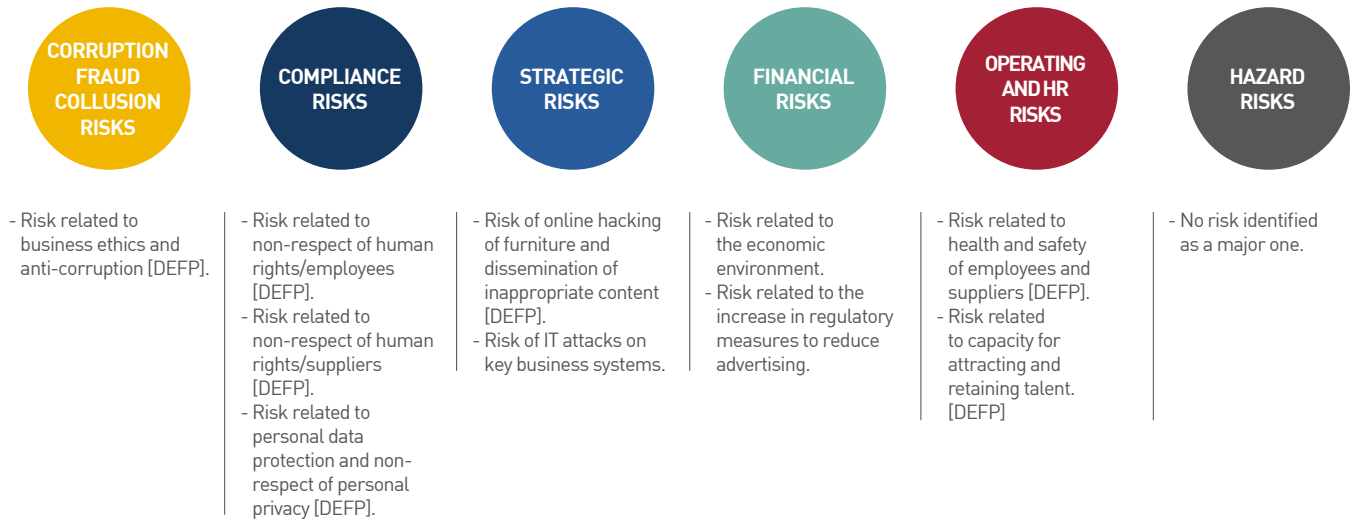 CORRUPTION
FRAUD
COLLUSION
RISKS
COMPLIANCE
RISKS
STRATEGIC
RISKS
FINANCIAL
RISKS
OPERATING
AND HR
RISKS
HAZARD
RISKS
- Risk related to
business ethics and
anti-corruption [DEFP].
- Risk related to
non-respect of human
rights/employees
[DEFP].
- Risk related to
non-respect of human
rights/suppliers
[DEFP].
- Risk related to
personal data
protection and non-
respect of personal
privacy [DEFP].
- Risk of online hacking
of furniture and
dissemination of
inappropriate content
[DEFP].
- Risk of IT attacks on
key business systems.
- Risk related to
the economic
environment.
- Risk related to the
increase in regulatory
measures to reduce
advertising.
- Risk related to
health and safety
of employees and
suppliers [DEFP].
- Risk related
to capacity for
attracting and
retaining talent.
[DEFP]
- No risk identified
as a major one.